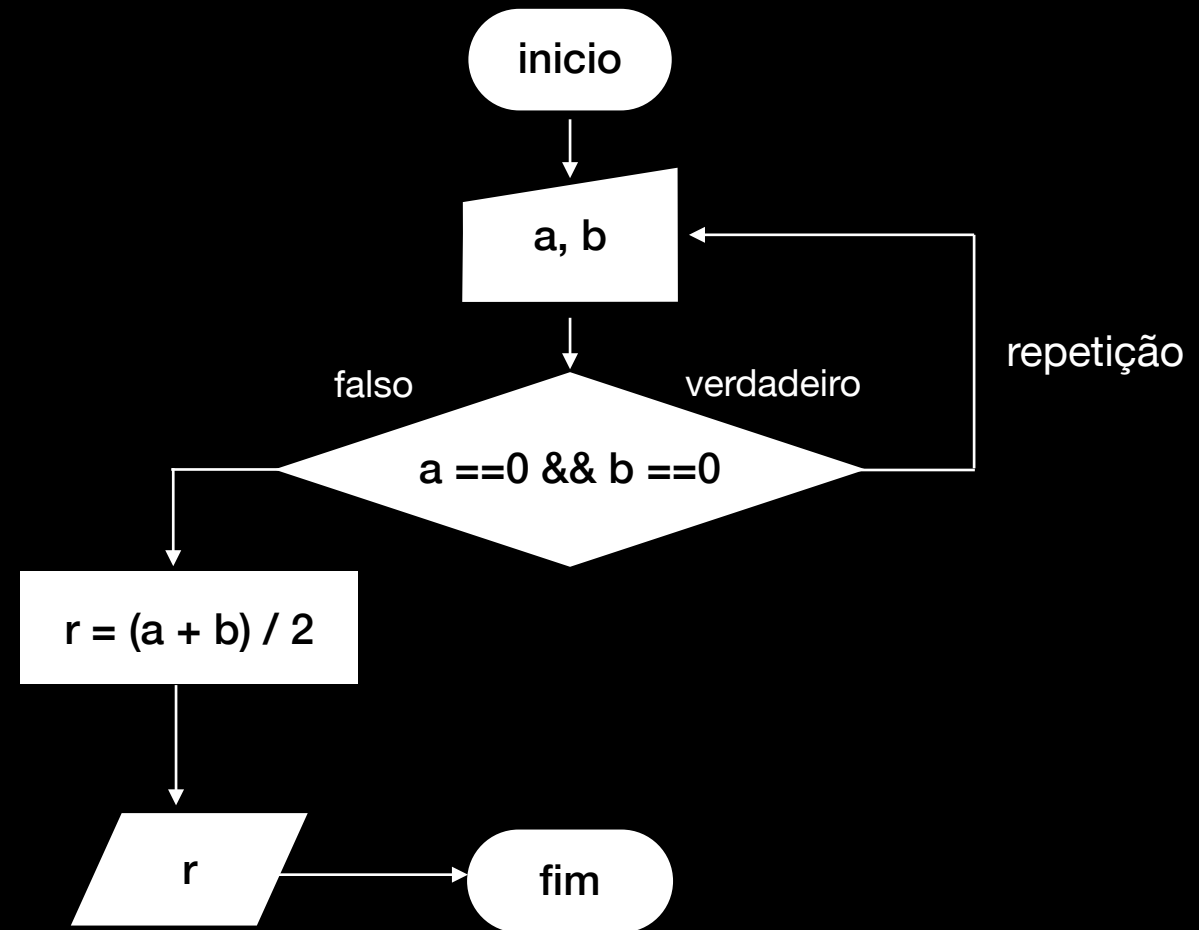 inicio
a, b
repetição
falso
verdadeiro
a ==0 && b ==0
r = (a + b) / 2
r
fim